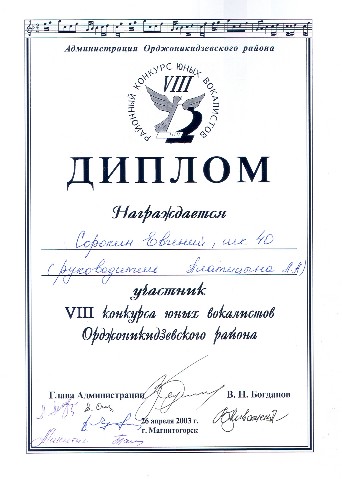 Администрация Орджоникидзевского района
РАЙОННЫЙ КОНКУРС ЮНЫХ ВОКАЛИСТОВ
VIII
ДИПЛОМ
Награждается
Сорокин Евгений, шк 40
(руководитель
участник
VIII конкурса юных вокалистов
Орджоникидзевского района
Глава Администрации В. П. Богданов
26 апреля 2003 г.
г. Магнитогорск